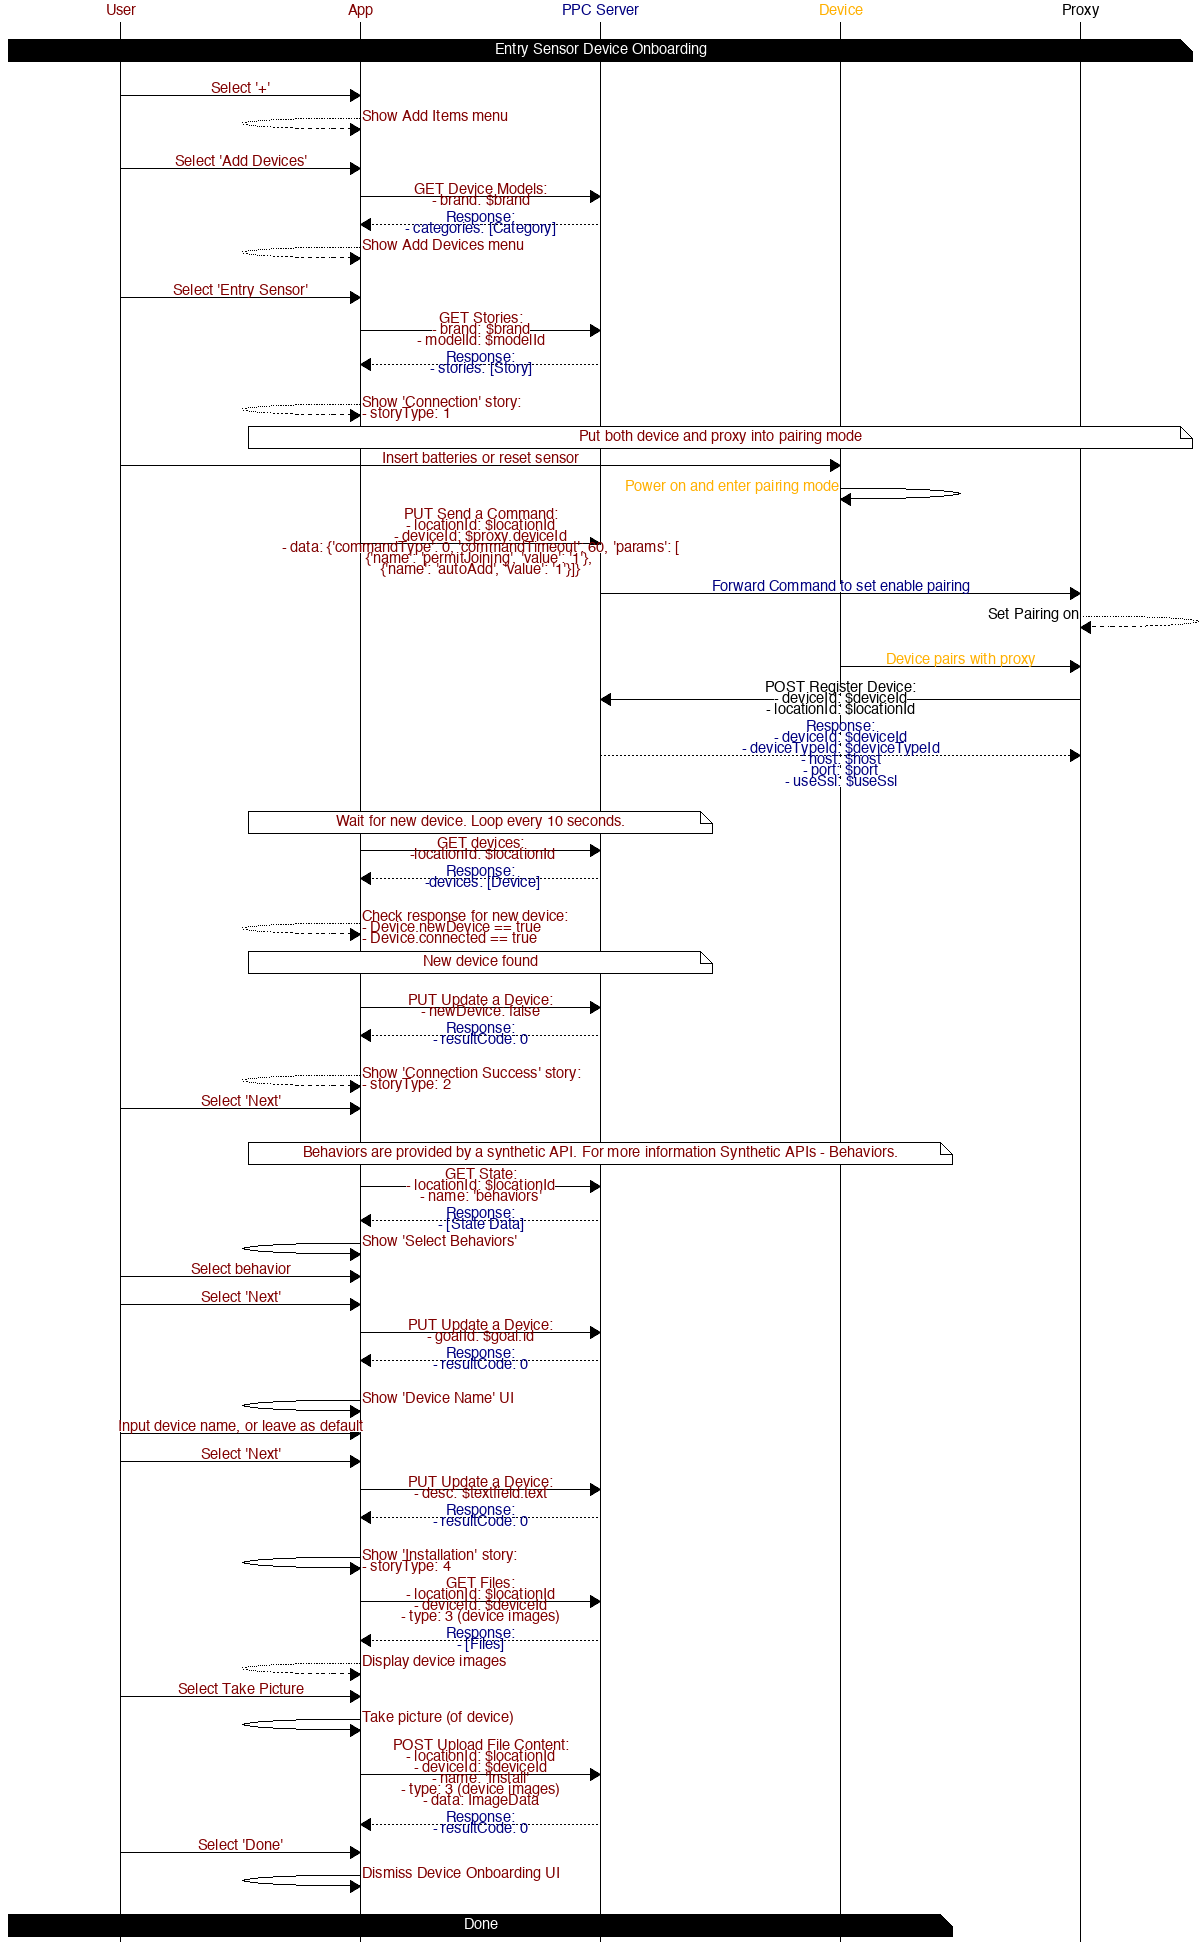 User App PPC Server Device Proxy
Entry Sensor Device Onboarding
Select '+'
Show Add Items menu
Select 'Add Devices'
GET Device Models:
- brand: $brand
Response:
- categories: [Category]
Show Add Devices menu
Select 'Entry Sensor'
GET Stories:
- brand: $brand
- modelId: $modelId
Response:
- stories: [Story]
Show 'Connection' story:
- storyType: 1
Put both device and proxy into pairing mode
Insert batteries or reset sensor
Power on and enter pairing mode
PUT Send a Command:
- locationId: $locationId
- deviceId: $proxy.deviceId
- data: {'commandType': 0, 'commandTimeout', 60, 'params': [
{'name': 'permitJoining', 'value', '1'},
{'name': 'autoAdd', 'value': '1'}]}
Forward Command to set enable pairing
Set Pairing on
Device pairs with proxy
POST Register Device:
- deviceId: $deviceId
- locationId: $locationId
Response:
- deviceId: $deviceId
- deviceTypeId: $deviceTypeId
- host: $host
- port: $port
- useSsl: $useSsl
Wait for new device. Loop every 10 seconds.
GET devices:
-locationId: $locationId
Response:
-devices: [Device]
Check response for new device:
- Device.newDevice == true
- Device.connected == true
New device found
PUT Update a Device:
- newDevice: false
Response:
- resultCode: 0
Show 'Connection Success' story:
- storyType: 2
Select 'Next'
Behaviors are provided by a synthetic API. For more information Synthetic APIs - Behaviors.
GET State:
- locationId: $locationId
- name: 'behaviors'
Response:
- [State Data]
Show 'Select Behaviors'
Select behavior
Select 'Next'
PUT Update a Device:
- goalId: $goal.id
Response:
- resultCode: 0
Show 'Device Name' UI
Input device name, or leave as default
Select 'Next'
PUT Update a Device:
- desc: $textfield.text
Response:
- resultCode: 0
Show 'Installation' story:
- storyType: 4
GET Files:
- locationId: $locationId
- deviceId: $deviceId
- type: 3 (device images)
Response:
- [Files]
Display device images
Select Take Picture
Take picture (of device)
POST Upload File Content:
- locationId: $locationId
- deviceId: $deviceId
- name: 'Install'
- type: 3 (device images)
- data: ImageData
Response:
- resultCode: 0
Select 'Done'
Dismiss Device Onboarding UI
Done